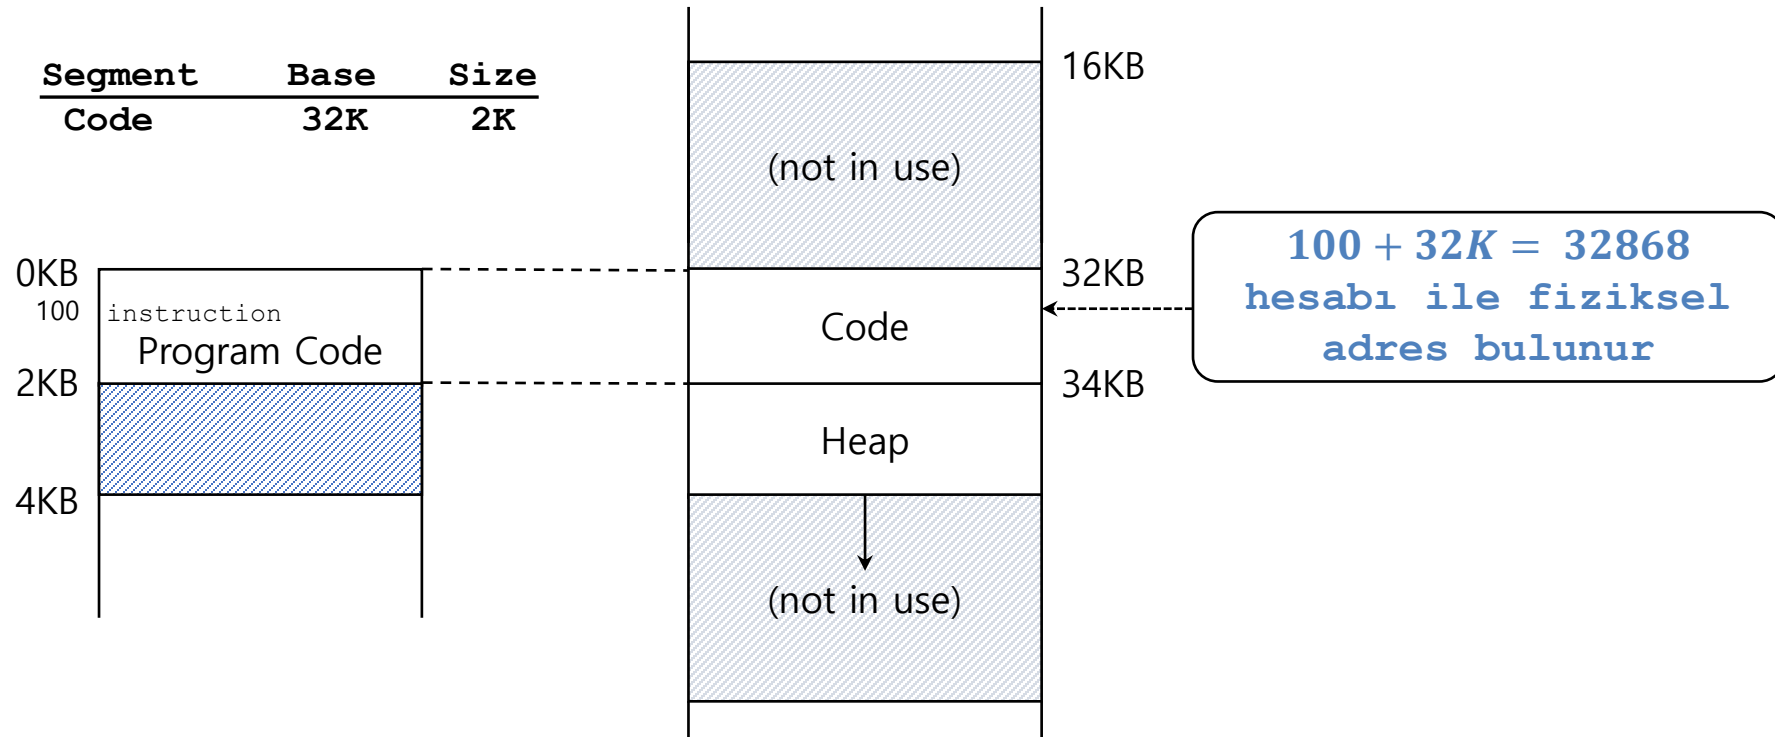 Segment Base Size
Code 32K 2K
0KB
100
instruction
Program Code
2KB
4KB
16KB
(not in use)
32KB
Code
34KB
Heap
(not in use)
100 + 32K = 32868
hesabı ile fiziksel
adres bulunur